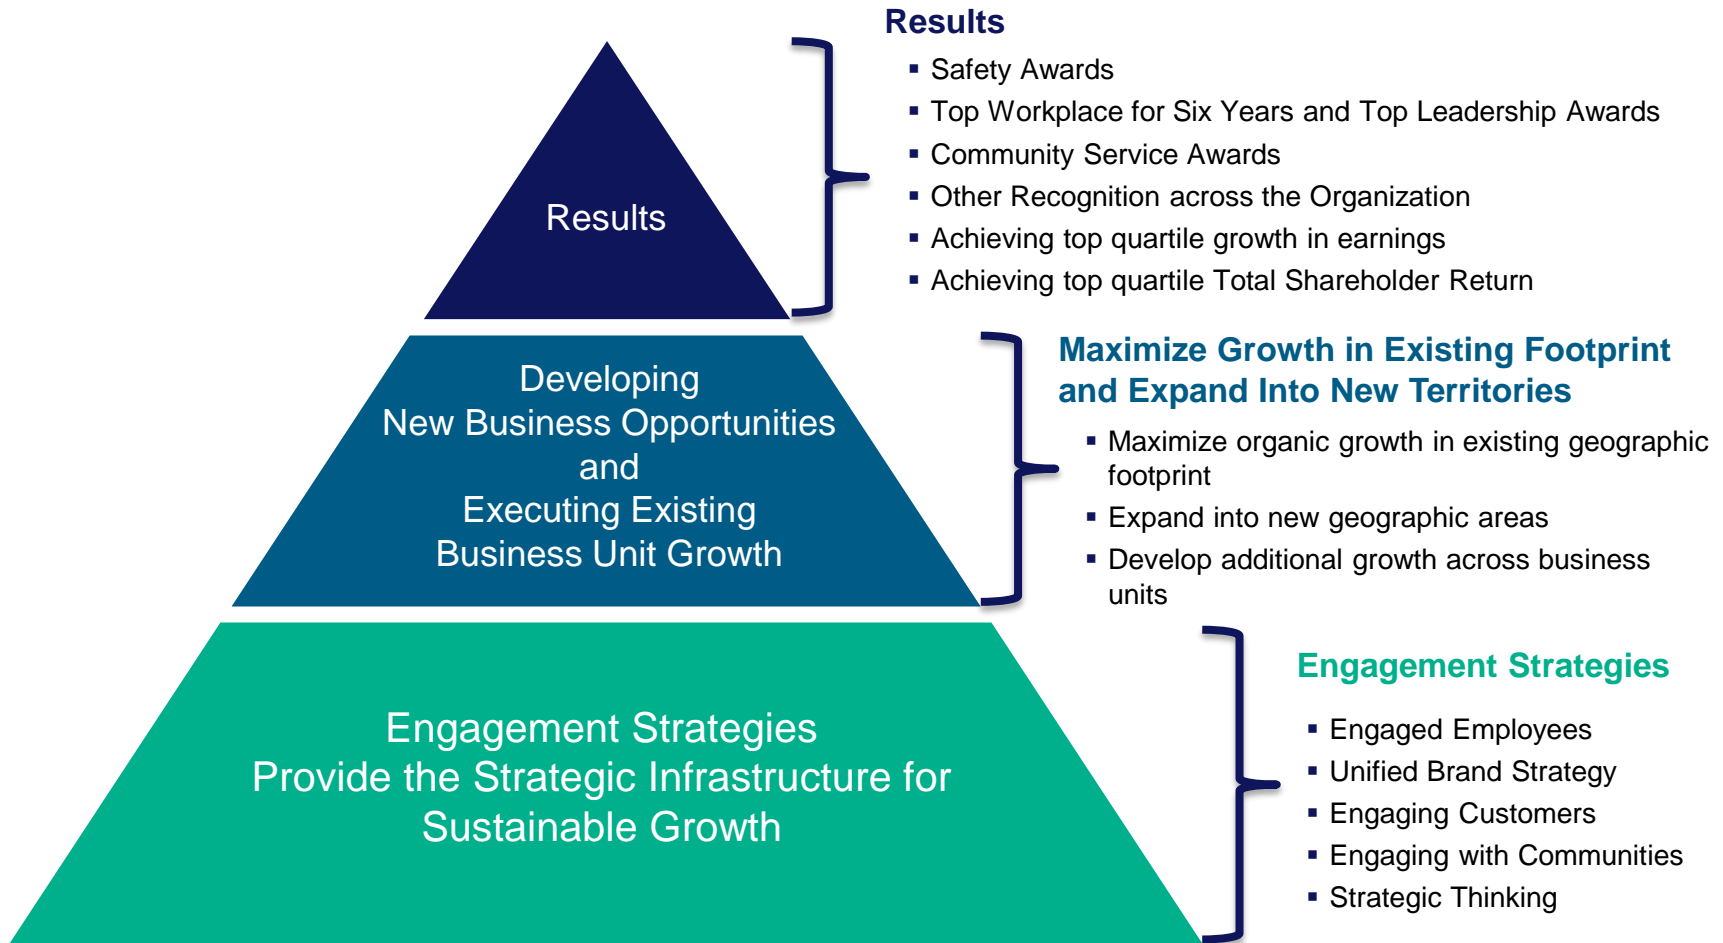 Results
Results
▪ Safety Awards
▪ Top Workplace for Six Years and Top Leadership Awards
▪ Community Service Awards
▪ Other Recognition across the Organization
▪ Achieving top quartile growth in earnings
▪ Achieving top quartile Total Shareholder Return
Developing
New Business Opportunities
and
Executing Existing
Business Unit Growth
Maximize Growth in Existing Footprint
and Expand Into New Territories
▪ Maximize organic growth in existing geographic
footprint
▪ Expand into new geographic areas
▪ Develop additional growth across business
units
Engagement Strategies
Provide the Strategic Infrastructure for
Sustainable Growth
Engagement Strategies
▪ Engaged Employees
▪ Unified Brand Strategy
▪ Engaging Customers
▪ Engaging with Communities
▪ Strategic Thinking